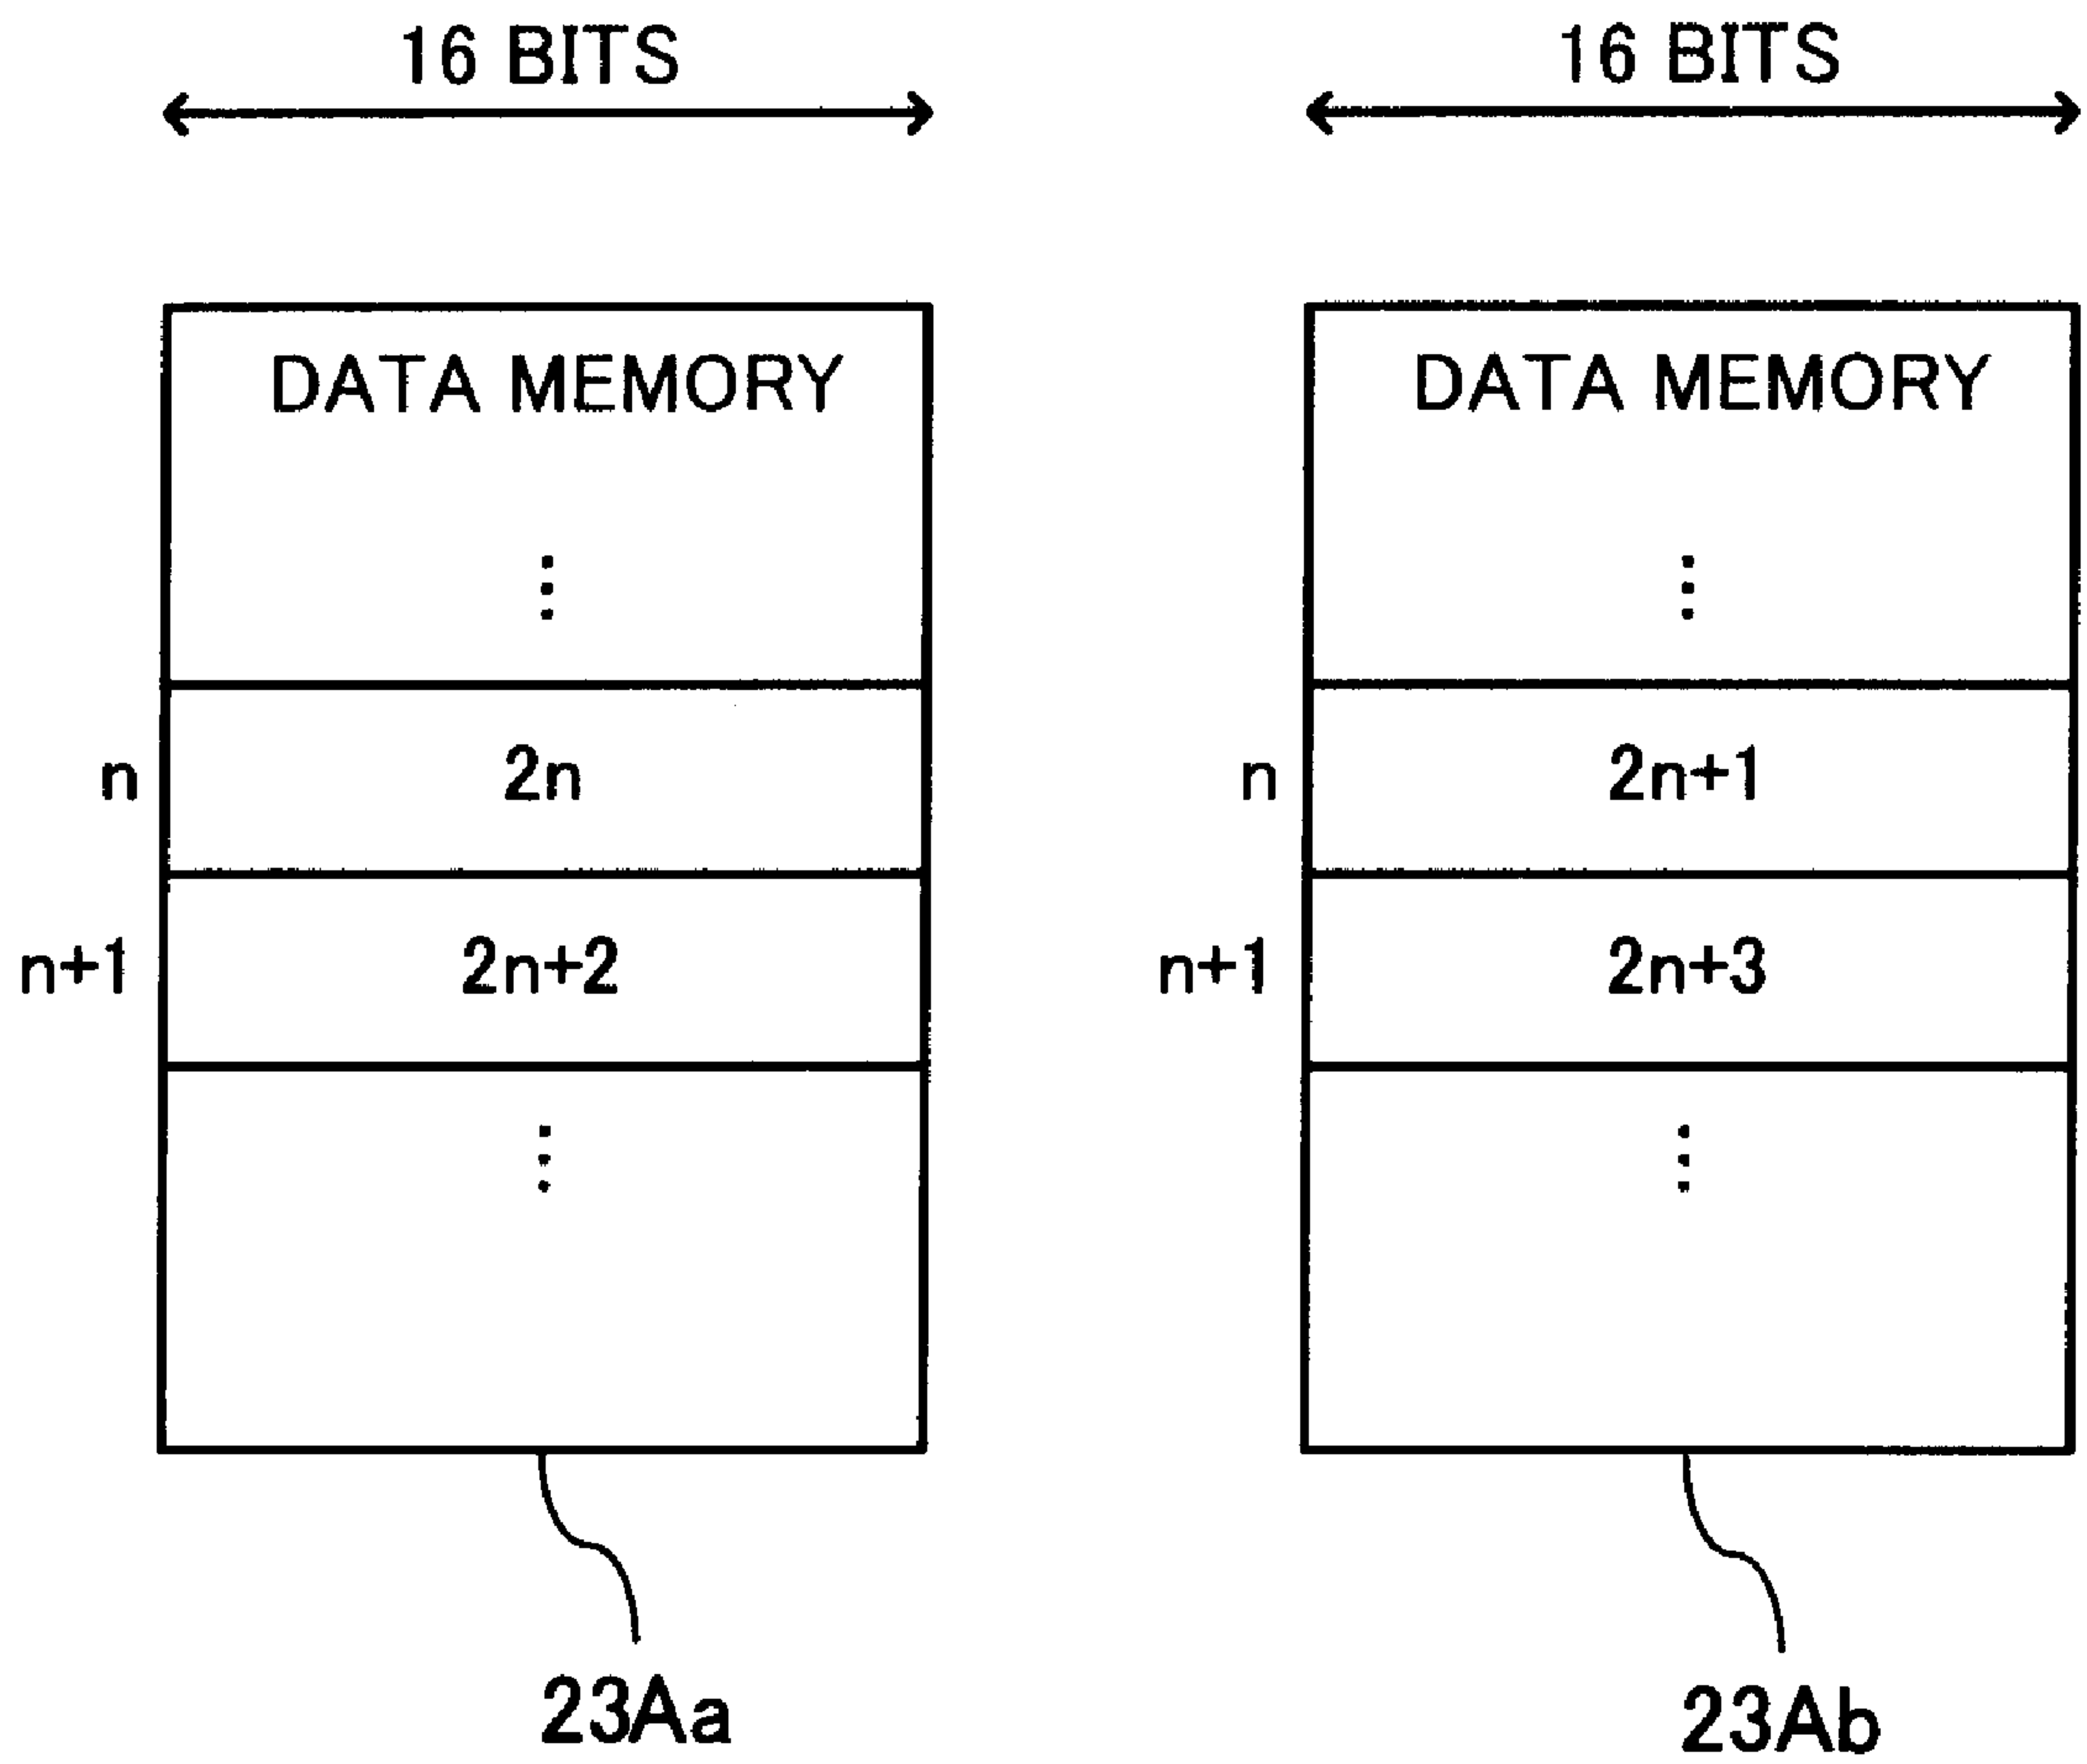 16 BITS
16 BITS
DATA MEMORY
DATA MEMORY
n
2n
n
2n+1
n+1
2n+2
n+1
2n+3
23Aa
23Ab